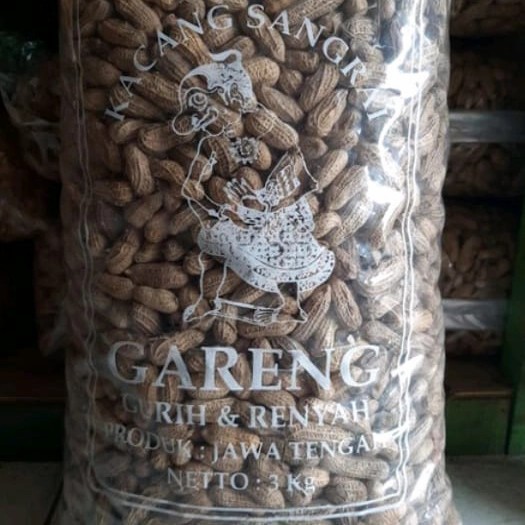 KACANG SANGRAI
GARENG
GURIH & RENYAH
PRODUK : JAWA TENGAH
NETTO : 3 Kg